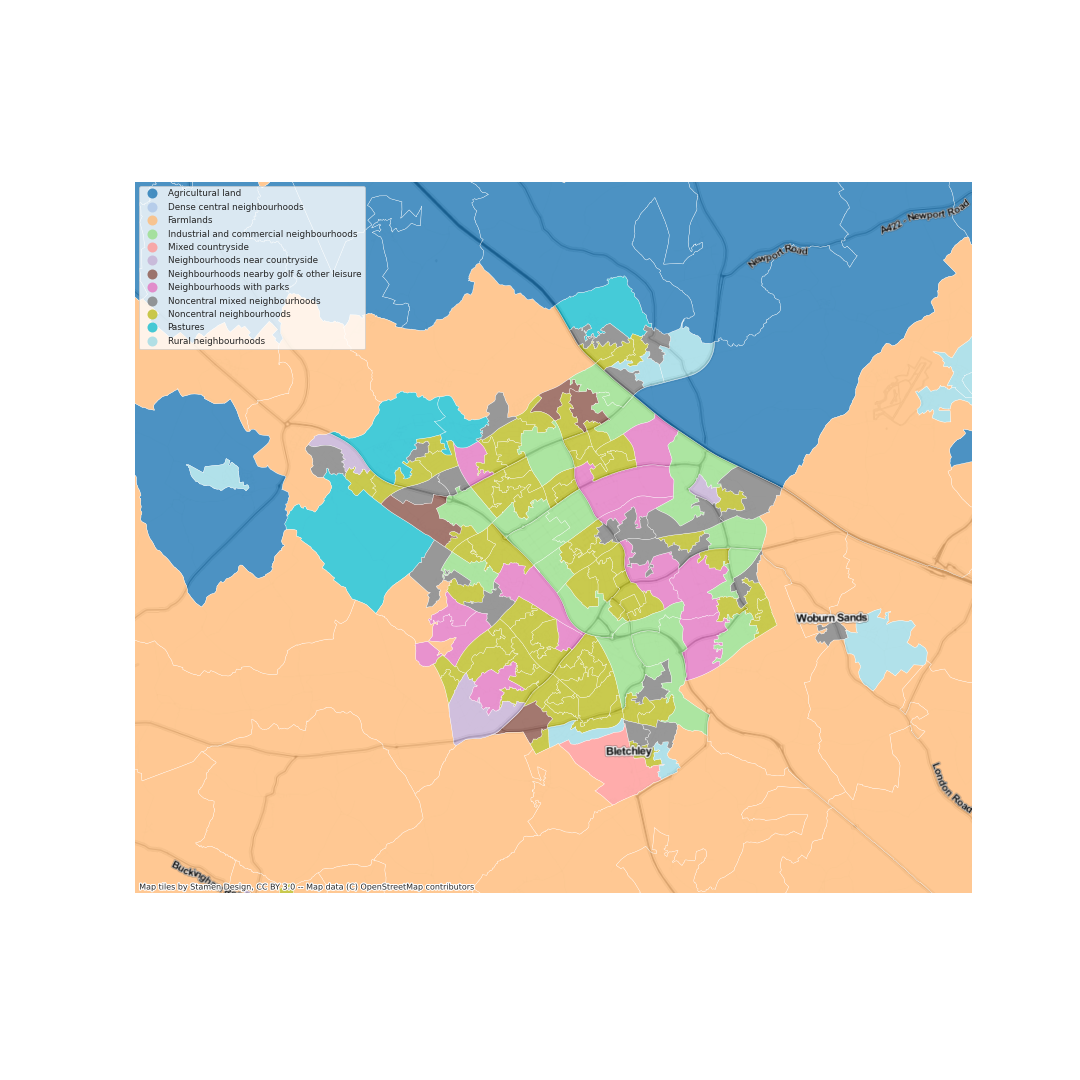 Agricultural land
Dense central neighbourhoods
Farmlands
Industrial and commercial neighbourhoods
Mixed countryside
Neighbourhoods near countryside
Neighbourhoods nearby golf & other leisure
Neighbourhoods with parks
Noncentral mixed neighbourhoods
Noncentral neighbourhoods
Pastures
Rural neighbourhoods
A422 - Newport Road
Newport Road
Woburn Sands
Bletchley
London Road
Map tiles by Stamen Design, CC BY 3.0 -- Map data (C) OpenStreetMap contributors